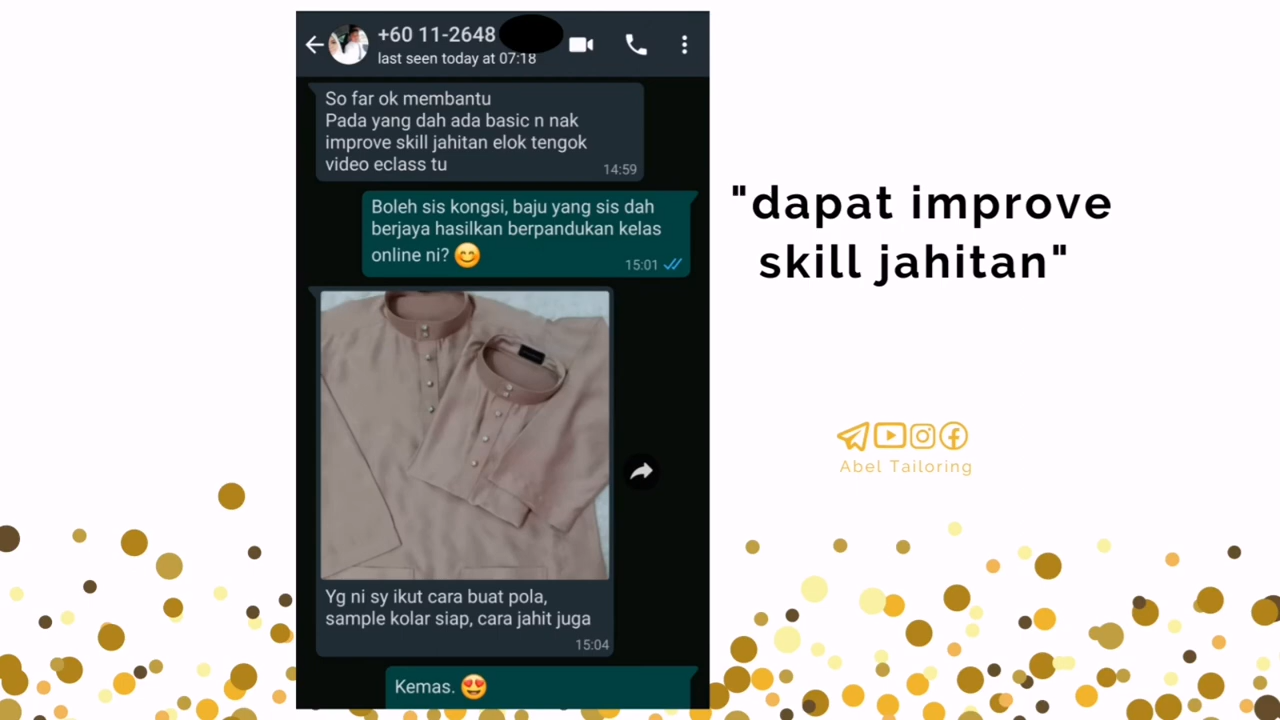 +60 11-2648
last seen today at 07:18
So far ok membantu
Pada yang dah ada basic n nak
improve skill jahitan elok tengok
video eclass tu
14:59
Boleh sis kongsi, baju yang sis dah
berjaya hasilkan berpandukan kelas
online ni? 😊
15:01
Yg ni sy ikut cara buat pola,
sample kolar siap, cara jahit juga
15:04
Kemas. 😍
"dapat improve
skill jahitan"
Abel Tailoring